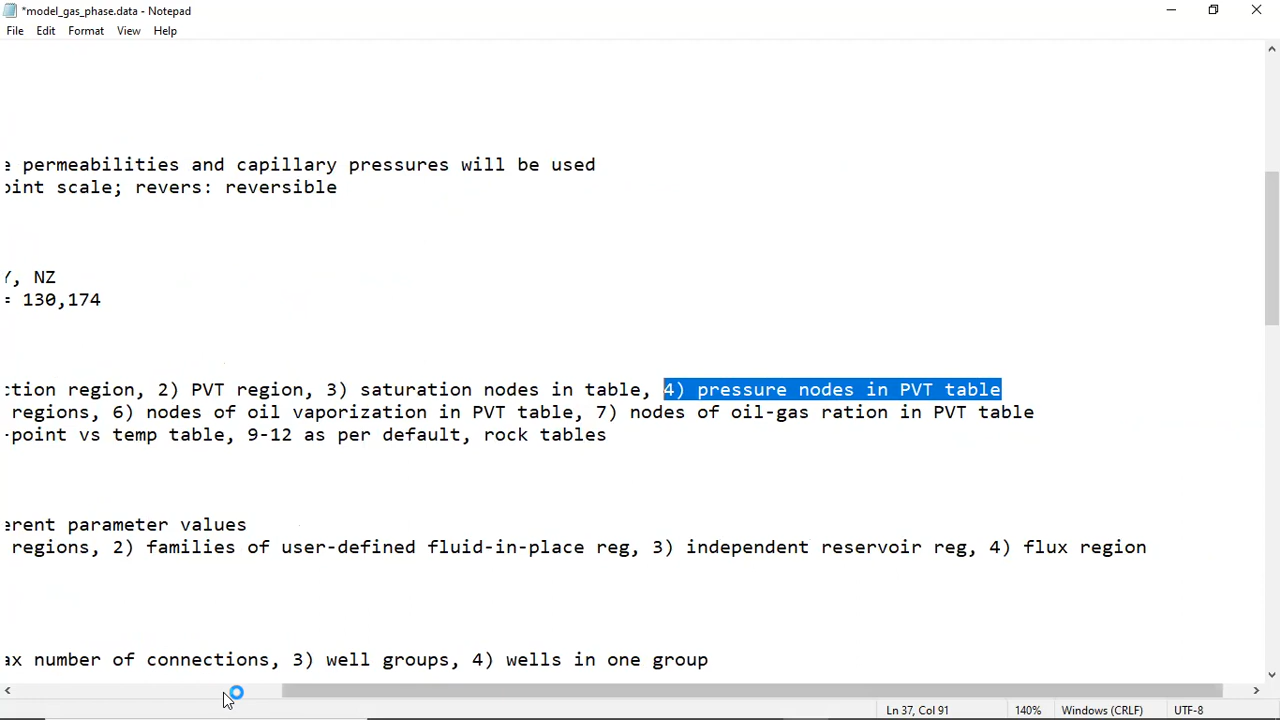 *model_gas_phase.data - Notepad
File Edit Format View Help
e permeabilities and capillary pressures will be used
oint scale; revers: reversible
Y, NZ
= 130,174
ction region, 2) PVT region, 3) saturation nodes in table, 4) pressure nodes in PVT table
regions, 6) nodes of oil vaporization in PVT table, 7) nodes of oil-gas ration in PVT table
-point vs temp table, 9-12 as per default, rock tables
erent parameter values
regions, 2) families of user-defined fluid-in-place reg, 3) independent reservoir reg, 4) flux region
ax number of connections, 3) well groups, 4) wells in one group
Ln 37, Col 91 140% Windows (CRLF) UTF-8